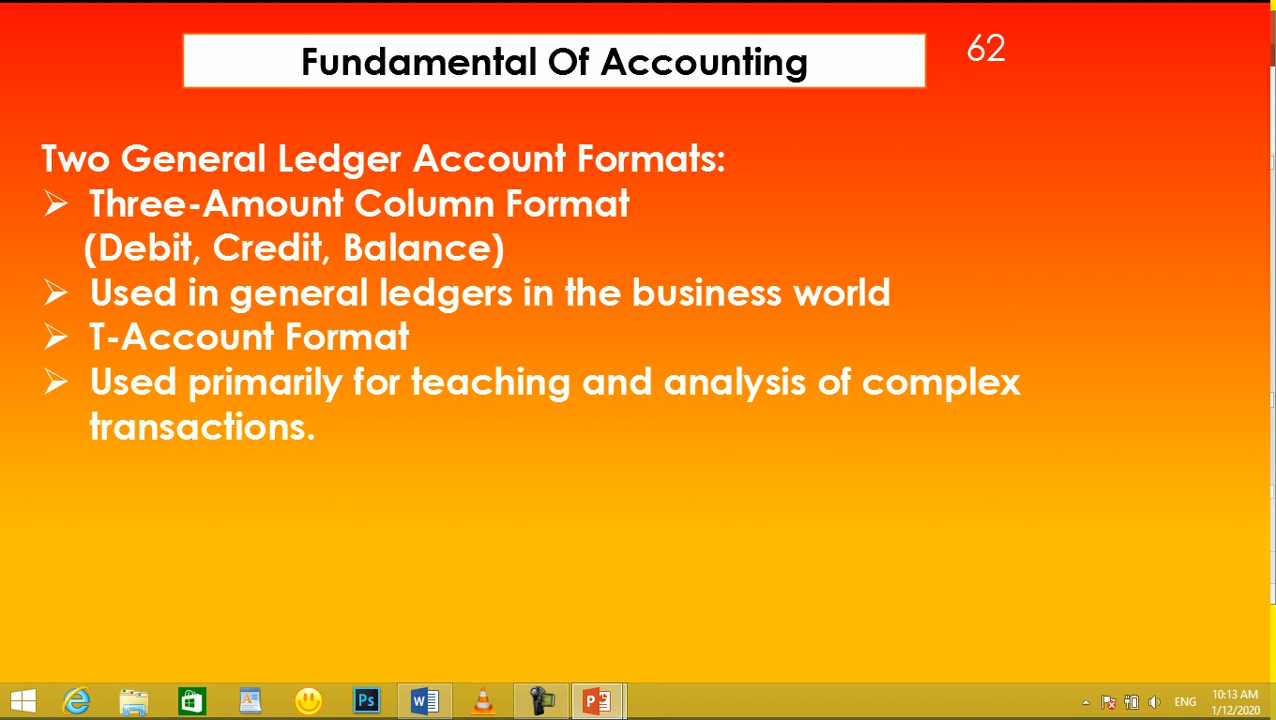 Fundamental Of Accounting
62
Two General Ledger Account Formats:
➢ Three-Amount Column Format
(Debit, Credit, Balance)
➢ Used in general ledgers in the business world
➢ T-Account Format
➢ Used primarily for teaching and analysis of complex
transactions.
Ps
ENG
10:13 AM
1/12/2020